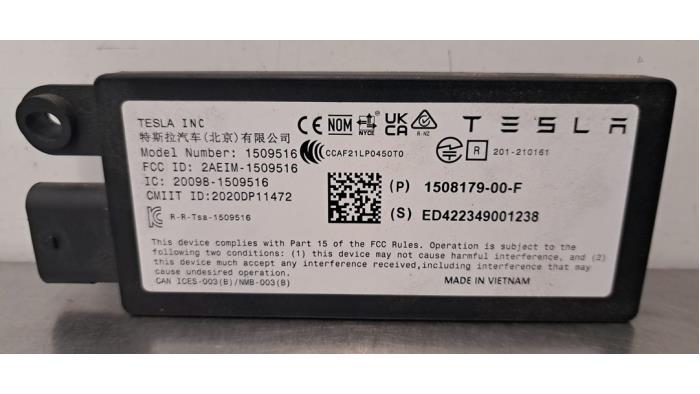 TESLA INC
特斯拉汽车(北京)有限公司
Model Number: 1509516
FCC ID: 2AEIM-1509516
IC: 20098-1509516
CMIIT ID:2020DP11472
R-R-Tsa-1509516
CE NOM NYCE UK CA R-NZ
CCAF21LP0450T0
TESLA
R 201-210161
(P) 1508179-00-F
(S) ED422349001238
This device complies with Part 15 of the FCC Rules. Operation is subject to the
following two conditions: (1) this device may not cause harmful interference, and (2)
this device much accept any interference received,including interference that may
cause undesired operation.
CAN ICES-003(B)/NMB-003(B)
MADE IN VIETNAM